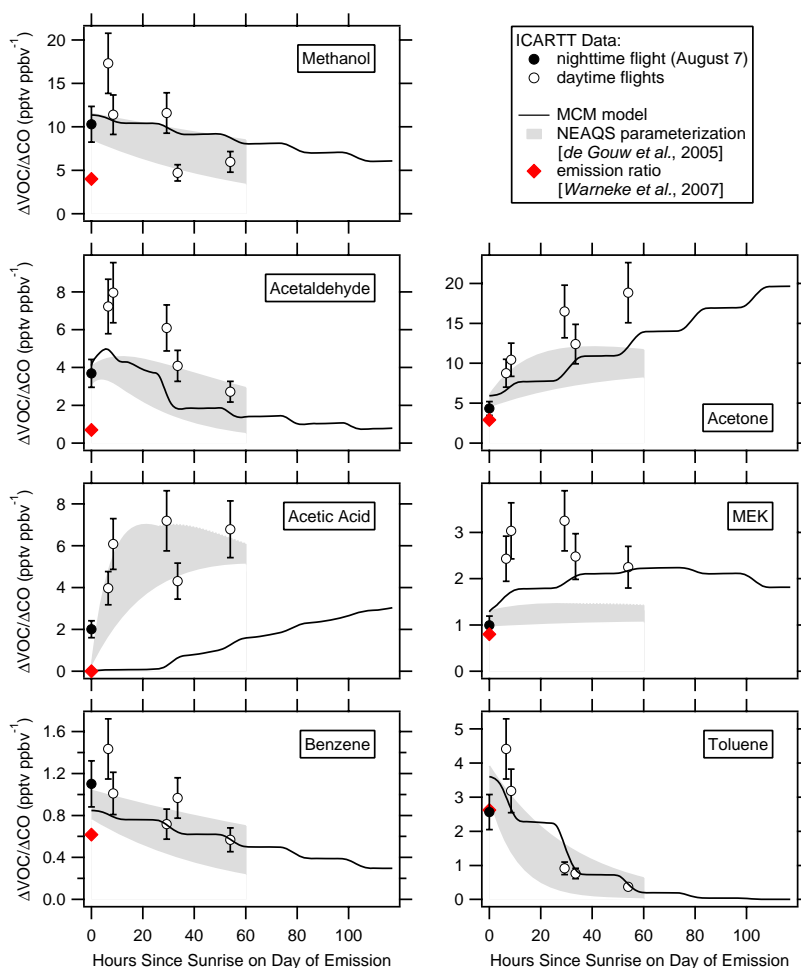 ΔVOC/ΔCO (pptv ppbv⁻¹)
20
15
10
5
0
Methanol
ICARTT Data:
nighttime flight (August 7)
daytime flights
MCM model
NEAQS parameterization
[de Gouw et al., 2005]
emission ratio
[Warneke et al., 2007]
ΔVOC/ΔCO (pptv ppbv⁻¹)
8
6
4
2
0
Acetaldehyde
20
15
10
5
0
Acetone
ΔVOC/ΔCO (pptv ppbv⁻¹)
8
6
4
2
0
Acetic Acid
3
2
1
0
MEK
ΔVOC/ΔCO (pptv ppbv⁻¹)
1.6
1.2
0.8
0.4
0.0
Benzene
0 20 40 60 80 100
Hours Since Sunrise on Day of Emission
5
4
3
2
1
0
Toluene
0 20 40 60 80 100
Hours Since Sunrise on Day of Emission